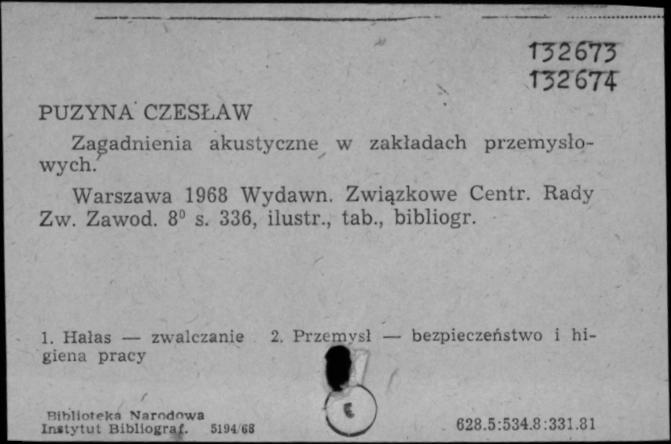 132673
132674
PUZYNA CZESŁAW
Zagadnienia akustyczne w zakładach przemysło-
wych.
Warszawa 1968 Wydawn. Związkowe Centr. Rady
Zw. Zawod. 8⁰ s. 336, ilustr., tab., bibliogr.
1. Hałas — zwalczanie 2. Przemysł — bezpieczeństwo i hi-
giena pracy
Biblioteka Narodowa
Instytut Bibliograf. 5194/68
628.5:534.8:331.81